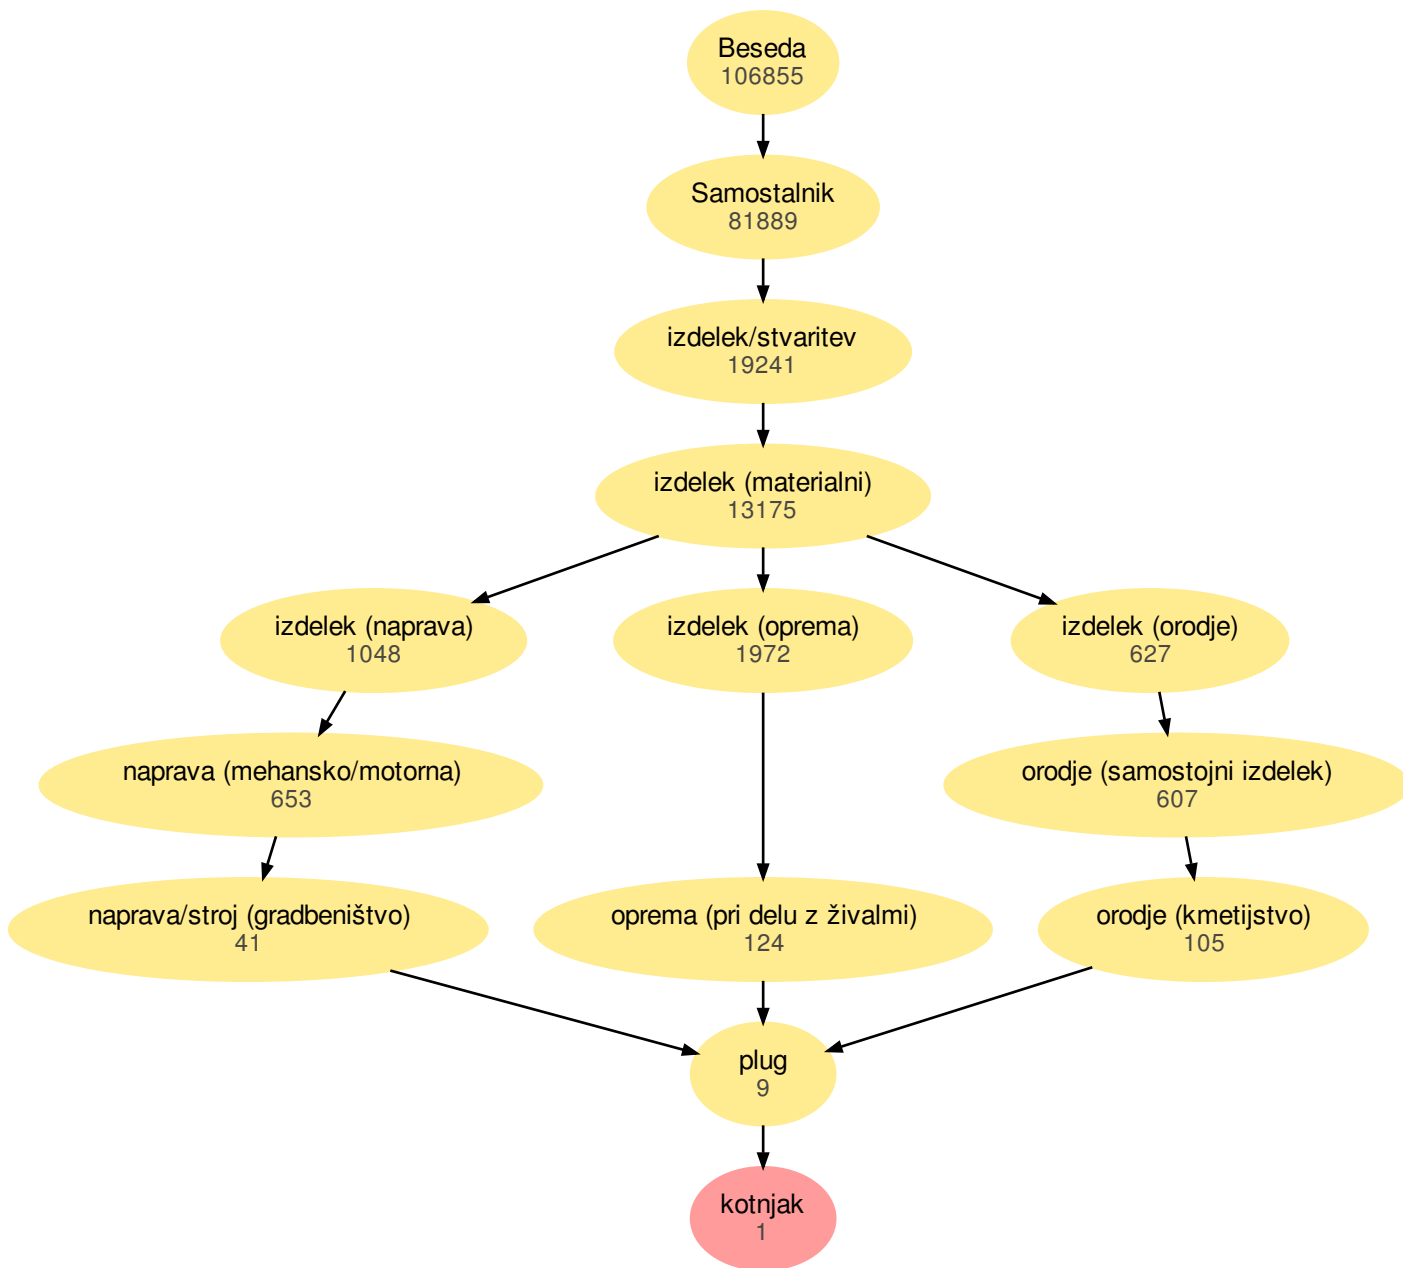 Beseda
106855
Samostalnik
81889
izdelek/stvaritev
19241
izdelek (materialni)
13175
izdelek (naprava)
1048
izdelek (oprema)
1972
izdelek (orodje)
627
naprava (mehansko/motorna)
653
orodje (samostojni izdelek)
607
naprava/stroj (gradbeništvo)
41
oprema (pri delu z živalmi)
124
orodje (kmetijstvo)
105
plug
9
kotnjak
1